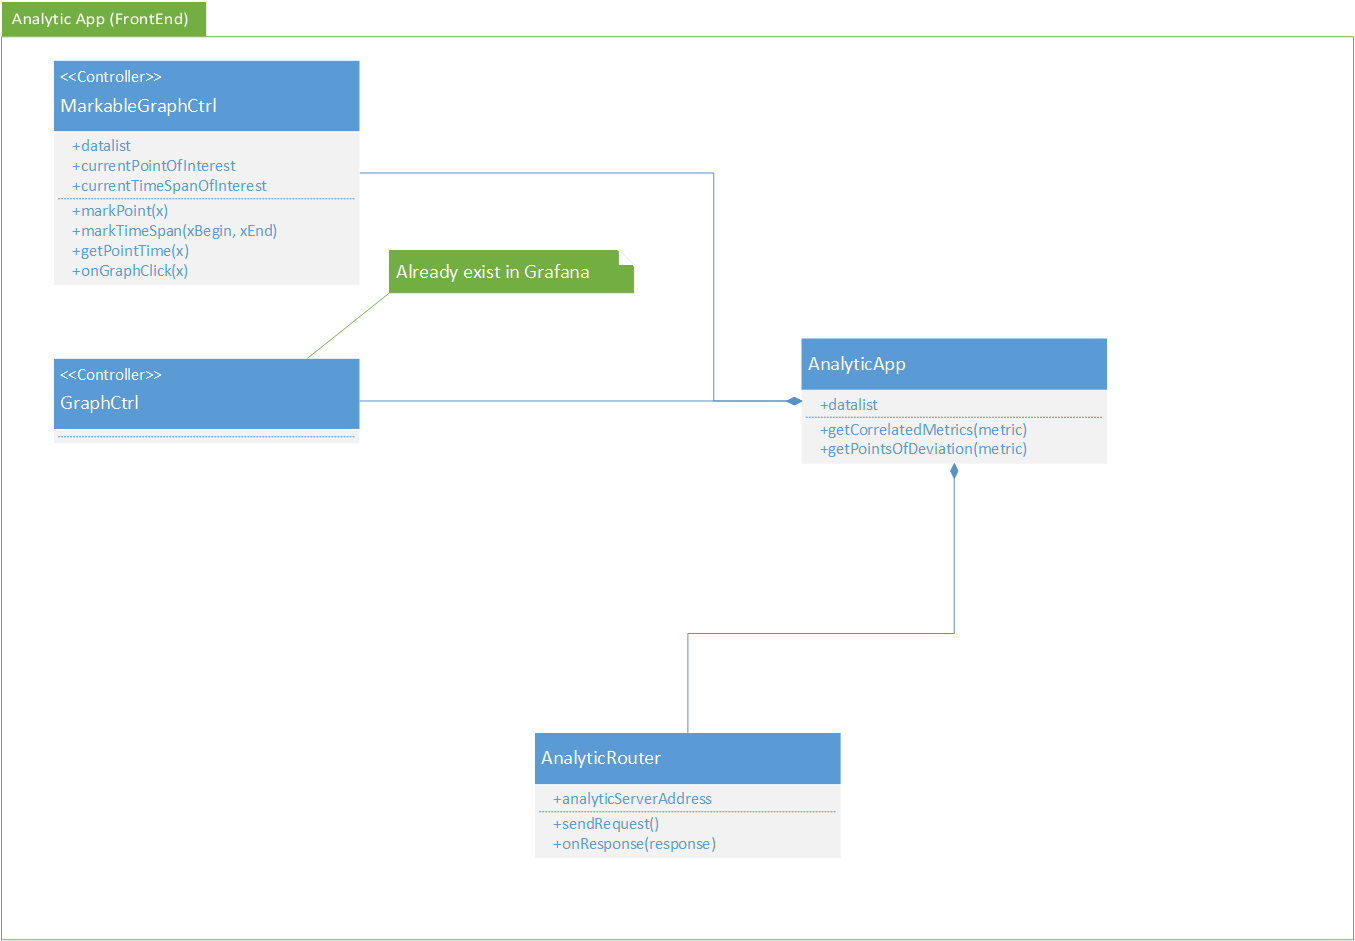 Analytic App (FrontEnd)
<<Controller>>
MarkableGraphCtrl
+datalist
+currentPointOfInterest
+currentTimeSpanOfInterest
+markPoint(x)
+markTimeSpan(xBegin, xEnd)
+getPointTime(x)
+onGraphClick(x)
Already exist in Grafana
<<Controller>>
GraphCtrl
AnalyticApp
+datalist
+getCorrelatedMetrics(metric)
+getPointsOfDeviation(metric)
AnalyticRouter
+analyticServerAddress
+sendRequest()
+onResponse(response)